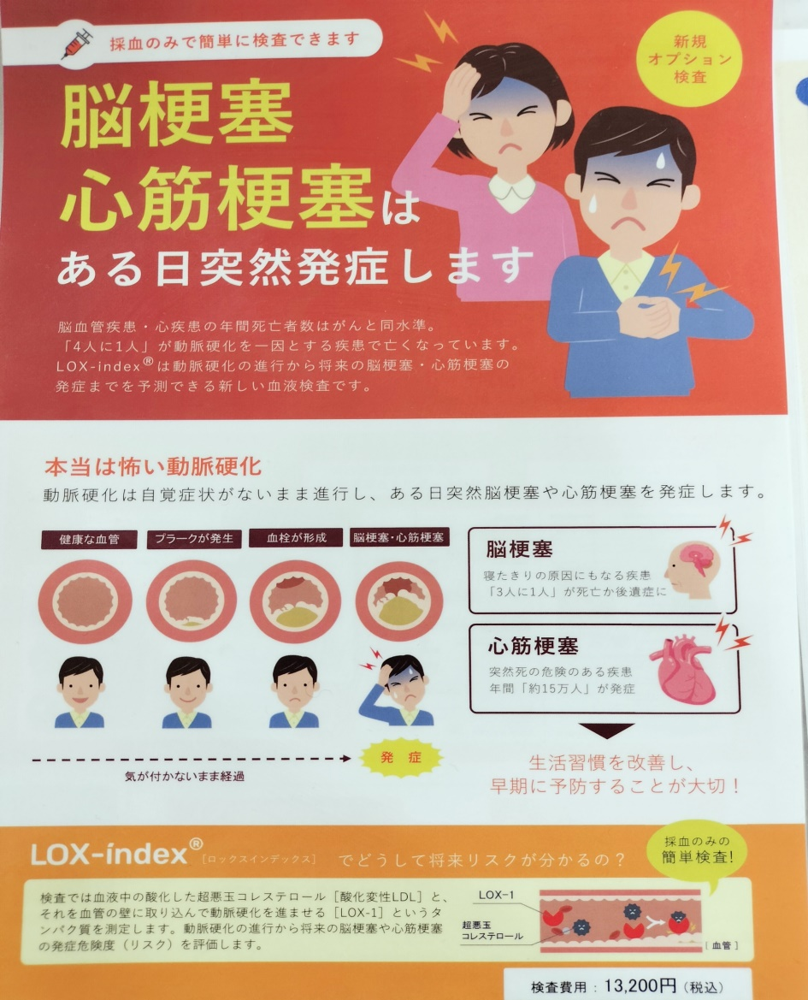 採血のみで簡単に検査できます
新規
オプション
検査
脳梗塞
心筋梗塞は
ある日突然発症します
脳血管疾患・心疾患の年間死亡者数はがんと同水準。
「4人に1人」が動脈硬化を一因とする疾患で亡くなっています。
LOX-index®は動脈硬化の進行から将来の脳梗塞・心筋梗塞の
発症までを予測できる新しい血液検査です。
本当は怖い動脈硬化
動脈硬化は自覚症状がないまま進行し、ある日突然脳梗塞や心筋梗塞を発症します。
健康な血管
プラークが発生
血栓が形成
脳梗塞・心筋梗塞
脳梗塞
寝たきりの原因にもなる疾患
「3人に1人」が死亡か後遺症に
心筋梗塞
突然死の危険のある疾患
年間「約15万人」が発症
発 症
気が付かないまま経過
生活習慣を改善し、
早期に予防することが大切！
LOX-index®［ロックスインデックス］ でどうして将来リスクが分かるの？
採血のみの
簡単検査!
検査では血液中の酸化した超悪玉コレステロール［酸化変性LDL］と、
それを血管の壁に取り込んで動脈硬化を進ませる［LOX-1］というタ
ンパク質を測定します。動脈硬化の進行から将来の脳梗塞や心筋梗塞
の発症危険度（リスク）を評価します。
LOX-1
超悪玉
コレステロール
［血管］
検査費用：13,200円（税込）